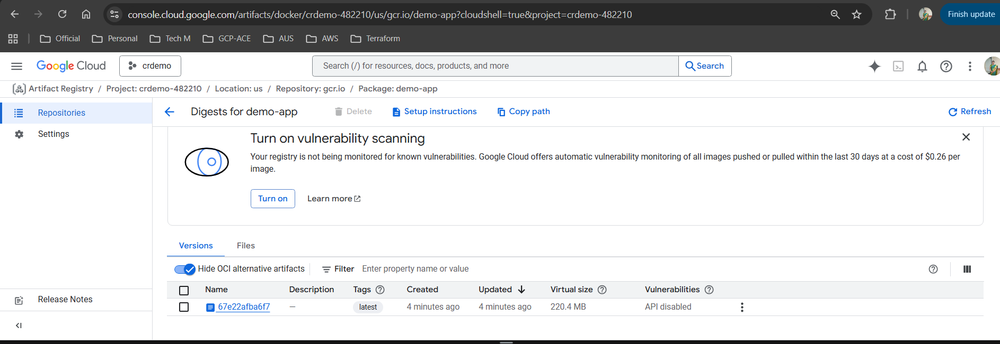 console.cloud.google.com/artifacts/docker/crdemo-482210/us/gcr.io/demo-app?cloudshell=true&project=crdemo-482210
Finish update
Official Personal Tech M GCP-ACE AUS AWS Terraform
Google Cloud crdemo Search (/) for resources, docs, products, and more Search
Artifact Registry / Project: crdemo-482210 / Location: us / Repository: gcr.io / Package: demo-app
Repositories
Settings
Release Notes
Digests for demo-app Delete Setup instructions Copy path Refresh
Turn on vulnerability scanning
Your registry is not being monitored for known vulnerabilities. Google Cloud offers automatic vulnerability monitoring of all images pushed or pulled within the last 30 days at a cost of $0.26 per
image.
Turn on Learn more
Versions Files
Hide OCI alternative artifacts Filter Enter property name or value
Name Description Tags Created Updated Virtual size Vulnerabilities
67e22afba6f7 — latest 4 minutes ago 4 minutes ago 220.4 MB API disabled